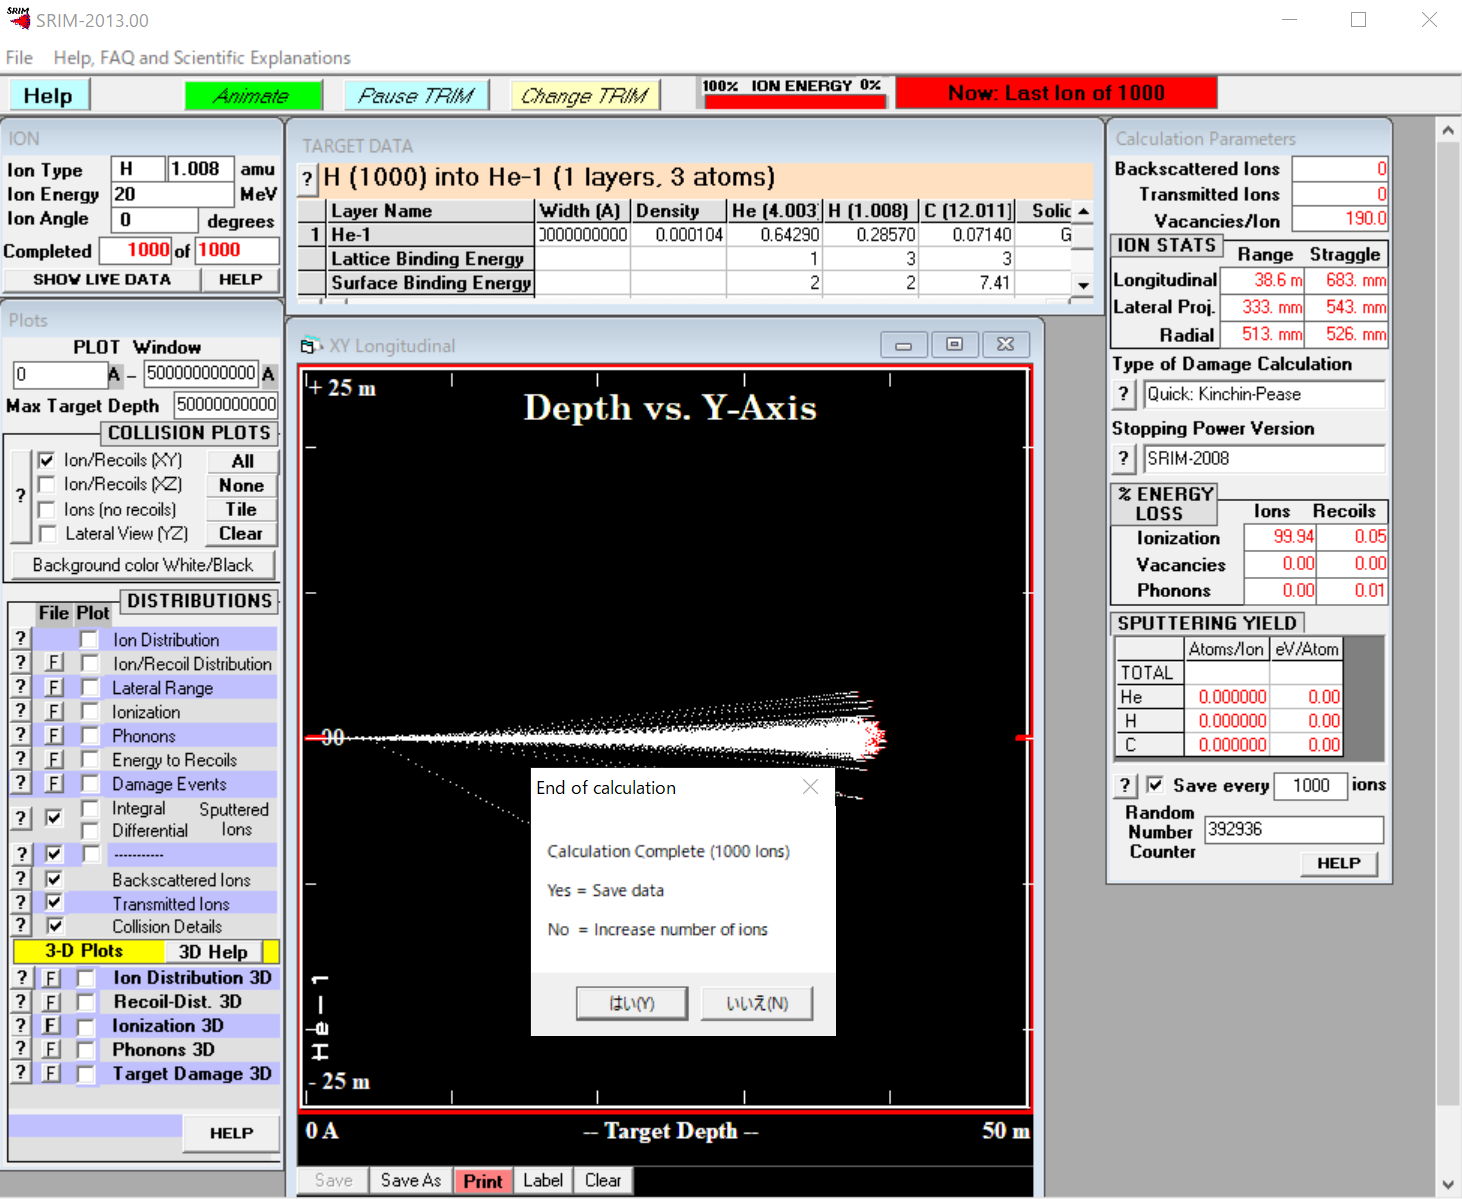 SRIM-2013.00
File Help, FAQ and Scientific Explanations
Help Animate Pause TRIM Change TRIM 100% ION ENERGY 0% Now: Last Ion of 1000
ION
Ion Type H 1.008 amu
Ion Energy 20 MeV
Ion Angle 0 degrees
Completed 1000 of 1000
SHOW LIVE DATA HELP
TARGET DATA
? H (1000) into He-1 (1 layers, 3 atoms)
Layer Name Width (A) Density He (4.003) H (1.008) C (12.011) Solic
1 He-1 0000000000 0.000104 0.64290 0.28570 0.07140 G
Lattice Binding Energy 1 3 3
Surface Binding Energy 2 2 7.41
Plots
PLOT Window
0 A - 500000000000 A
Max Target Depth 50000000000
COLLISION PLOTS
Ion/Recoils (XY) All
Ion/Recoils (XZ) None
? Ions (no recoils) Tile
Lateral View (YZ) Clear
Background color White/Black
DISTRIBUTIONS
File Plot
? Ion Distribution
? F Ion/Recoil Distribution
? F Lateral Range
? F Ionization
? F Phonons
? F Energy to Recoils
? F Damage Events
? Integral Sputtered
Differential Ions
? -----------
? Backscattered Ions
? Transmitted Ions
? Collision Details
3-D Plots 3D Help
? F Ion Distribution 3D
? F Recoil-Dist. 3D
? F Ionization 3D
? F Phonons 3D
? F Target Damage 3D
HELP
XY Longitudinal
+ 25 m
Depth vs. Y-Axis
He-1
- 25 m
0 A -- Target Depth -- 50 m
Save Save As Print Label Clear
End of calculation
Calculation Complete (1000 Ions)
Yes = Save data
No = Increase number of ions
はい(Y) いいえ(N)
Calculation Parameters
Backscattered Ions 0
Transmitted Ions 0
Vacancies/Ion 190.0
ION STATS Range Straggle
Longitudinal 38.6 m 683. mm
Lateral Proj. 333. mm 543. mm
Radial 513. mm 526. mm
Type of Damage Calculation
? Quick: Kinchin-Pease
Stopping Power Version
? SRIM-2008
% ENERGY LOSS Ions Recoils
Ionization 99.94 0.05
Vacancies 0.00 0.00
Phonons 0.00 0.01
SPUTTERING YIELD
Atoms/Ion eV/Atom
TOTAL
He 0.000000 0.00
H 0.000000 0.00
C 0.000000 0.00
? Save every 1000 ions
Random Number Counter 392936
HELP